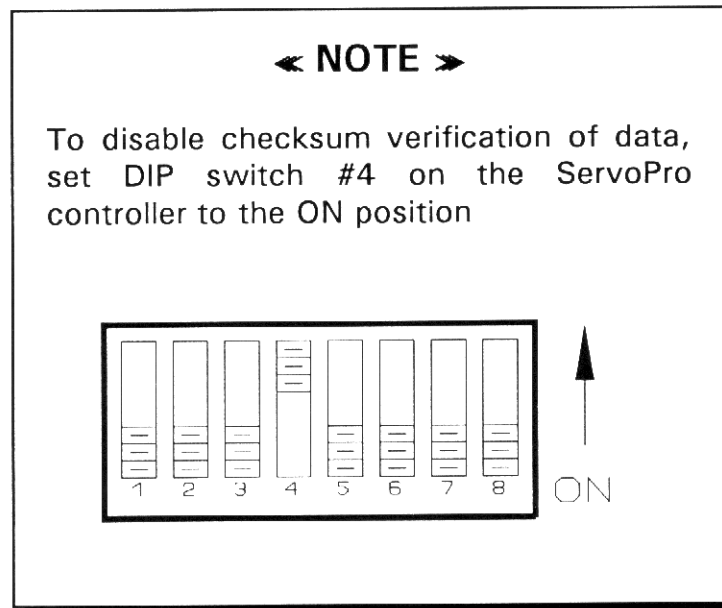 « NOTE »
To disable checksum verification of data,
set DIP switch #4 on the ServoPro
controller to the ON position
1 2 3 4 5 6 7 8
ON